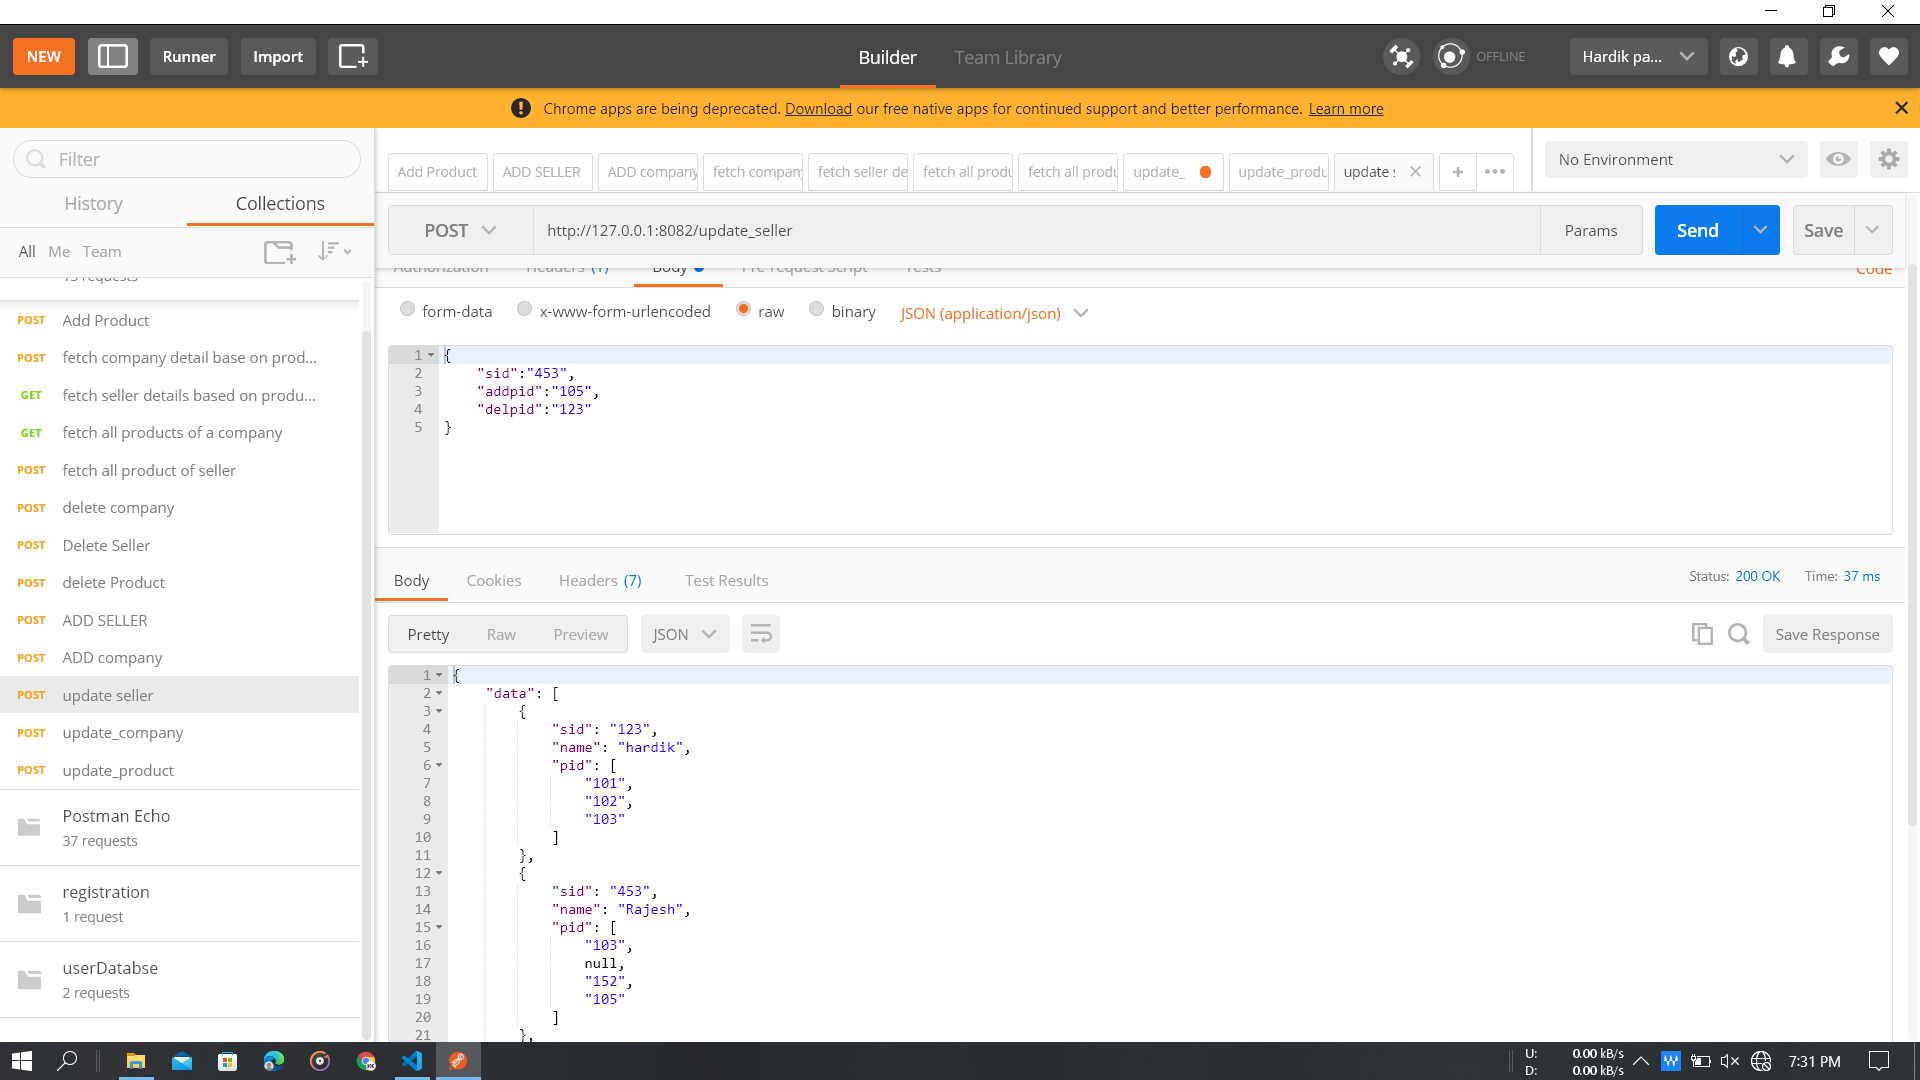 NEW
Runner
Import
Builder
Team Library
OFFLINE
Hardik pa...
Chrome apps are being deprecated. Download our free native apps for continued support and better performance. Learn more
Filter
History
Collections
All Me Team
Add Product
ADD SELLER
ADD company
fetch company
fetch seller de
fetch all produ
fetch all produ
update_
update_produ
update s
No Environment
POST
http://127.0.0.1:8082/update_seller
Params
Send
Save
Authorization
Headers (1)
Body
Pre-request Script
Tests
Code
form-data
x-www-form-urlencoded
raw
binary
JSON (application/json)
1 {
2 "sid":"453",
3 "addpid":"105",
4 "delpid":"123"
5 }
POST Add Product
POST fetch company detail base on prod...
GET fetch seller details based on produ...
GET fetch all products of a company
POST fetch all product of seller
POST delete company
POST Delete Seller
POST delete Product
POST ADD SELLER
POST ADD company
POST update seller
POST update_company
POST update_product
Postman Echo
37 requests
registration
1 request
userDatabse
2 requests
Body
Cookies
Headers (7)
Test Results
Status: 200 OK
Time: 37 ms
Pretty
Raw
Preview
JSON
Save Response
1 {
2 "data": [
3 {
4 "sid": "123",
5 "name": "hardik",
6 "pid": [
7 "101",
8 "102",
9 "103"
10 ]
11 },
12 {
13 "sid": "453",
14 "name": "Rajesh",
15 "pid": [
16 "103",
17 null,
18 "152",
19 "105"
20 ]
21 },
U: 0.00 kB/s
D: 0.00 kB/s
7:31 PM